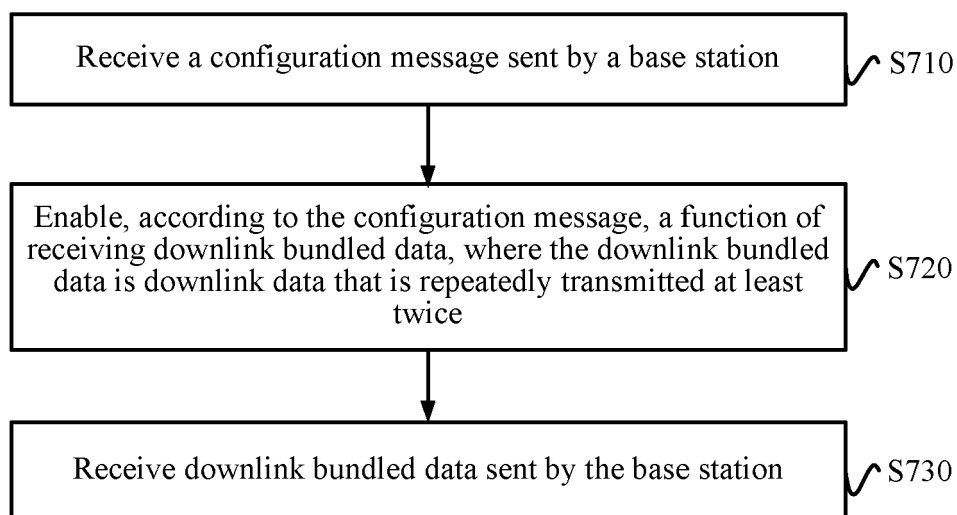 Receive a configuration message sent by a base station
S710
Enable, according to the configuration message, a function of
receiving downlink bundled data, where the downlink bundled
data is downlink data that is repeatedly transmitted at least
twice
S720
Receive downlink bundled data sent by the base station
S730